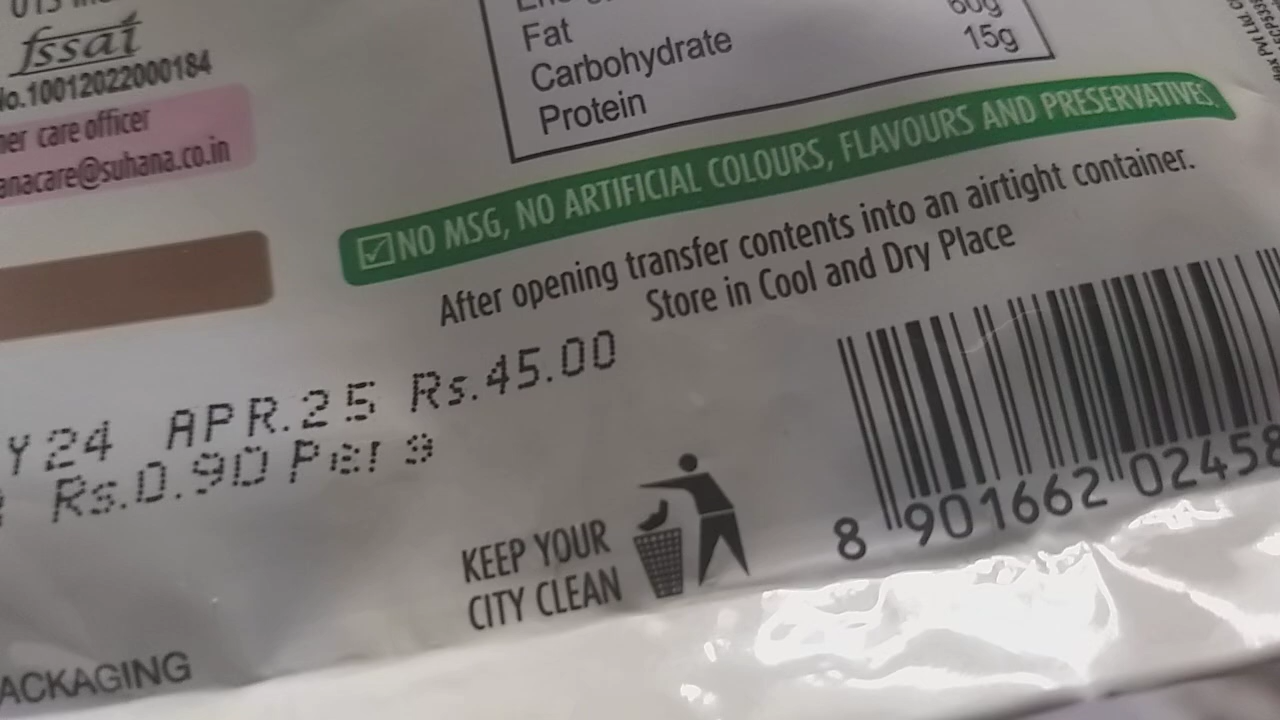 fssai
No.10012022000184
care officer
anacare@suhana.co.in
60g
Fat
Carbohydrate 15g
Protein
NO MSG, NO ARTIFICIAL COLOURS, FLAVOURS AND PRESERVATIVES.
After opening transfer contents into an airtight container.
Store in Cool and Dry Place
Y24 APR.25 Rs.45.00
Rs.0.90 Per g
KEEP YOUR
CITY CLEAN
8 901662 02458
ACKAGING